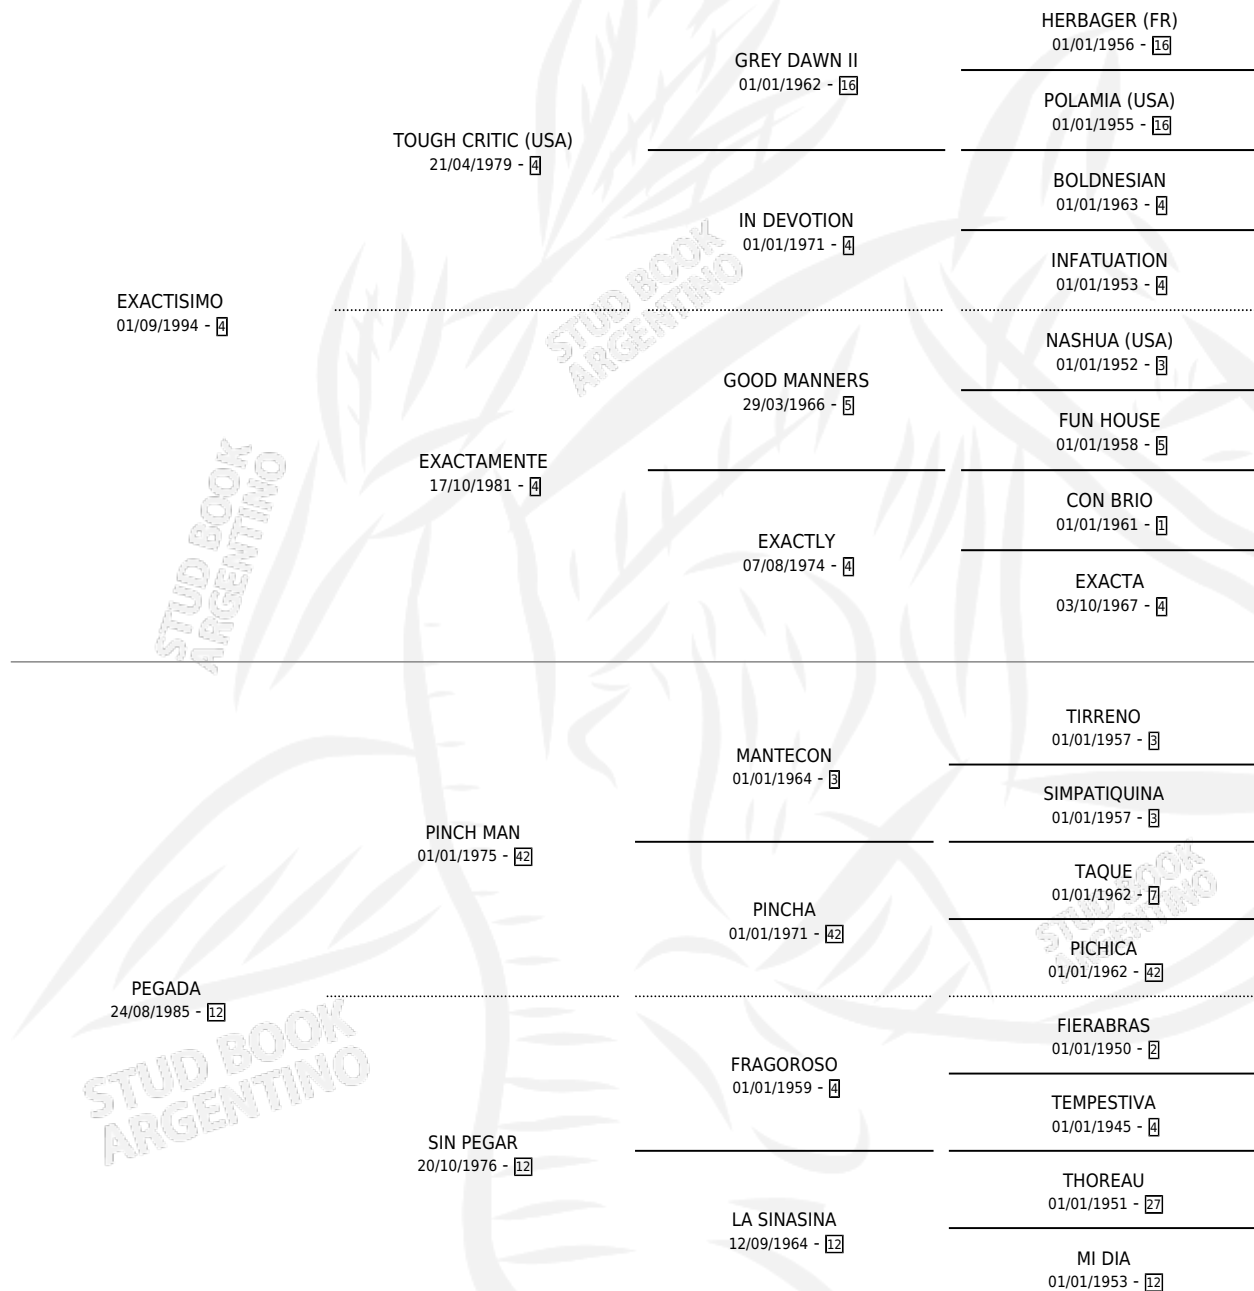 HERBAGER (FR)
01/01/1956 - 16
GREY DAWN II
01/01/1962 - 16
POLAMIA (USA)
01/01/1955 - 16
TOUGH CRITIC (USA)
21/04/1979 - 4
BOLDNESIAN
01/01/1963 - 4
IN DEVOTION
01/01/1971 - 4
INFATUATION
01/01/1953 - 4
EXACTISIMO
01/09/1994 - 4
NASHUA (USA)
01/01/1952 - 3
GOOD MANNERS
29/03/1966 - 5
FUN HOUSE
01/01/1958 - 5
EXACTAMENTE
17/10/1981 - 4
CON BRIO
01/01/1961 - 1
EXACTLY
07/08/1974 - 4
EXACTA
03/10/1967 - 4
TIRRENO
01/01/1957 - 3
MANTECON
01/01/1964 - 3
SIMPATIQUINA
01/01/1957 - 3
PINCH MAN
01/01/1975 - 42
TAQUE
01/01/1962 - 7
PINCHA
01/01/1971 - 42
PICHICA
01/01/1962 - 42
PEGADA
24/08/1985 - 12
FIERABRAS
01/01/1950 - 2
FRAGOROSO
01/01/1959 - 4
TEMPESTIVA
01/01/1945 - 4
SIN PEGAR
20/10/1976 - 12
THOREAU
01/01/1951 - 27
LA SINASINA
12/09/1964 - 12
MI DIA
01/01/1953 - 12
STUD BOOK
ARGENTINO
STUD BOOK
ARGENTINO
STUD BOOK
ARGENTINO
STUD BOOK
ARGENTINO